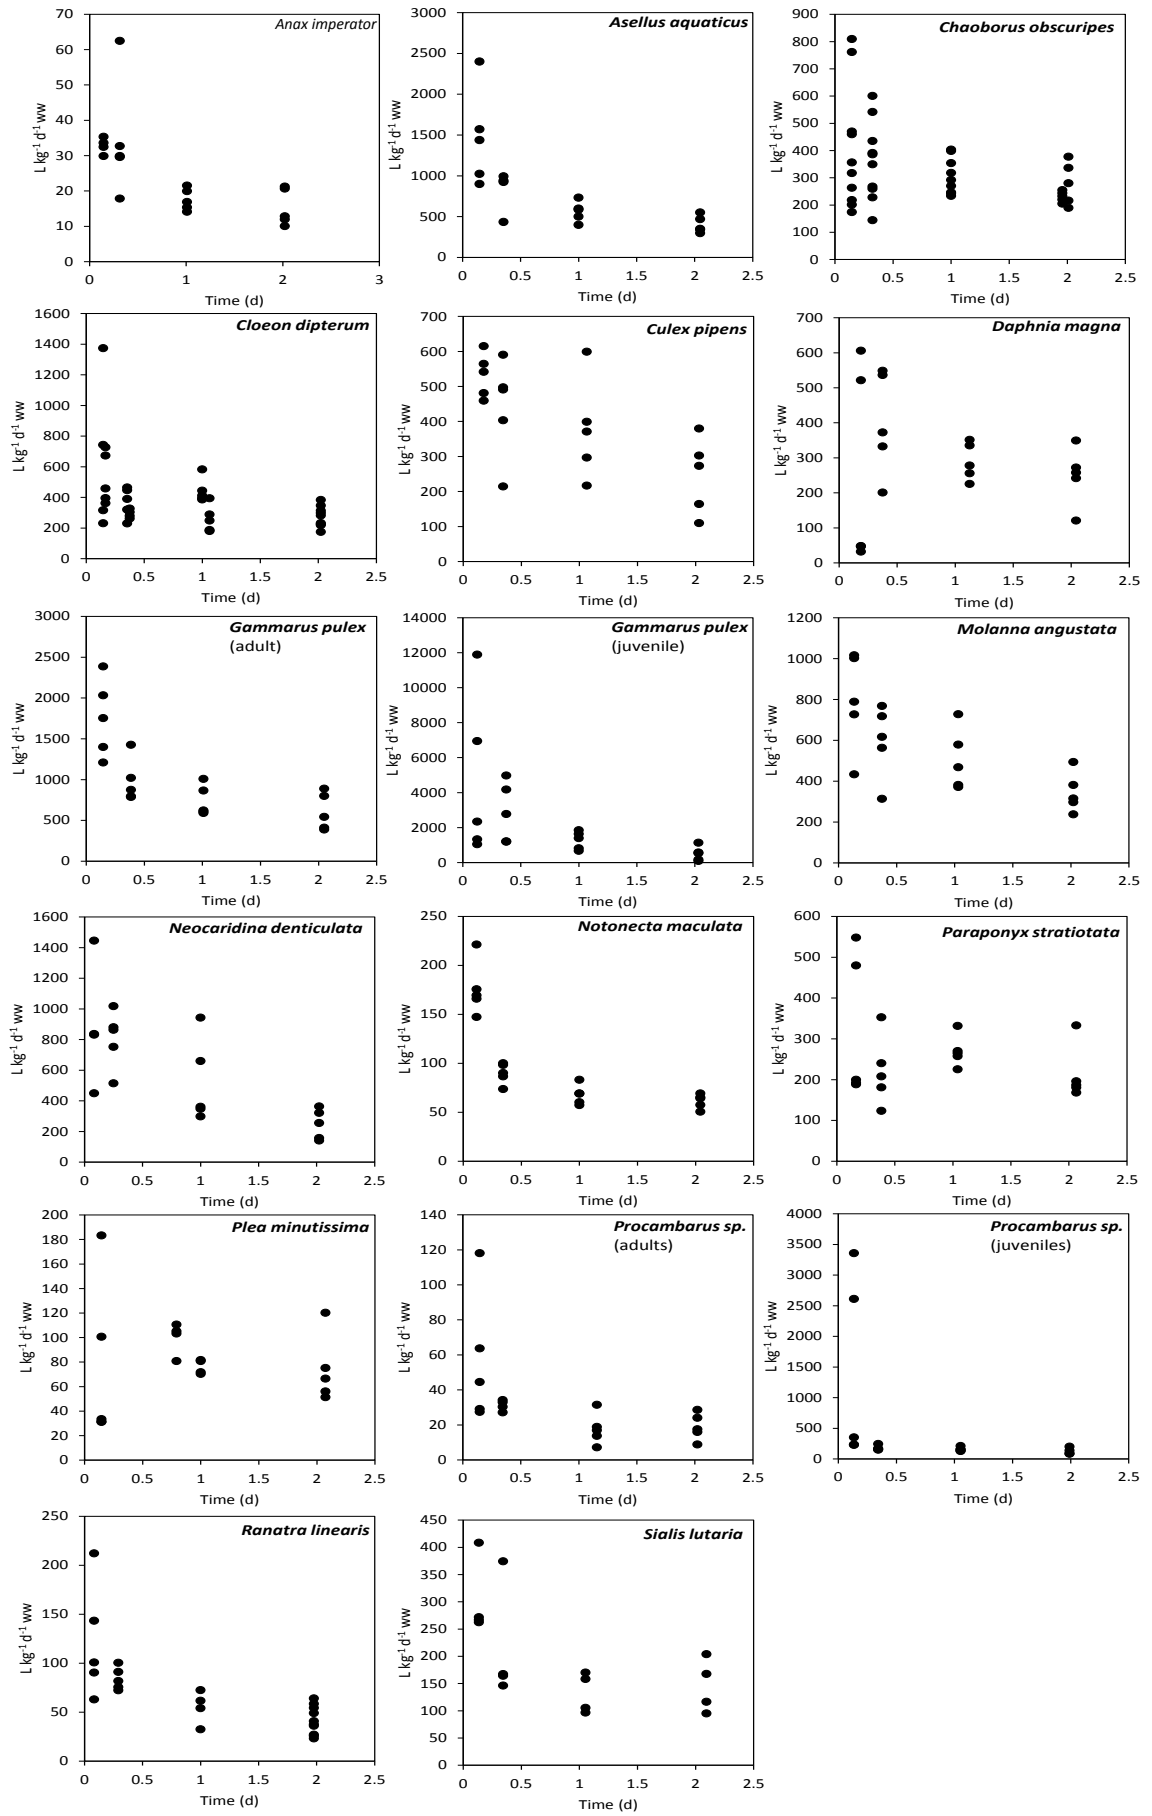 Anax imperator
L kg-1 d-1 ww
70
60
50
40
30
20
10
0
0 1 2 3
Time (d)
Asellus aquaticus
L kg-1 d-1 ww
3000
2500
2000
1500
1000
500
0
0 0.5 1 1.5 2 2.5
Time (d)
Chaoborus obscuripes
L kg-1 d-1 ww
900
800
700
600
500
400
300
200
100
0
0 0.5 1 1.5 2 2.5
Time (d)
Cloeon dipterum
L kg-1 d-1 ww
1600
1400
1200
1000
800
600
400
200
0
0 0.5 1 1.5 2 2.5
Time (d)
Culex pipens
L kg-1 d-1 ww
700
600
500
400
300
200
100
0
0 0.5 1 1.5 2 2.5
Time (d)
Daphnia magna
L kg-1 d-1 ww
700
600
500
400
300
200
100
0
0 0.5 1 1.5 2 2.5
Time (d)
Gammarus pulex
(adult)
L kg-1 d-1 ww
3000
2500
2000
1500
1000
500
0
0 0.5 1 1.5 2 2.5
Time (d)
Gammarus pulex
(juvenile)
L kg-1 d-1 ww
14000
12000
10000
8000
6000
4000
2000
0
0 0.5 1 1.5 2 2.5
Time (d)
Molanna angustata
L kg-1 d-1 ww
1200
1000
800
600
400
200
0
0 0.5 1 1.5 2 2.5
Time (d)
Neocaridina denticulata
L kg-1 d-1 ww
1600
1400
1200
1000
800
600
400
200
0
0 0.5 1 1.5 2 2.5
Time (d)
Notonecta maculata
L kg-1 d-1 ww
250
200
150
100
50
0
0 0.5 1 1.5 2 2.5
Time (d)
Paraponyx stratiotata
L kg-1 d-1 ww
600
500
400
300
200
100
0
0 0.5 1 1.5 2 2.5
Time (d)
Plea minutissima
L kg-1 d-1 ww
200
180
160
140
120
100
80
60
40
20
0
0 0.5 1 1.5 2 2.5
Time (d)
Procambarus sp.
(adults)
L kg-1 d-1 ww
140
120
100
80
60
40
20
0
0 0.5 1 1.5 2 2.5
Time (d)
Procambarus sp.
(juveniles)
L kg-1 d-1 ww
4000
3500
3000
2500
2000
1500
1000
500
0
0 0.5 1 1.5 2 2.5
Time (d)
Ranatra linearis
L kg-1 d-1 ww
250
200
150
100
50
0
0 0.5 1 1.5 2 2.5
Time (d)
Sialis lutaria
L kg-1 d-1 ww
450
400
350
300
250
200
150
100
50
0
0 0.5 1 1.5 2 2.5
Time (d)